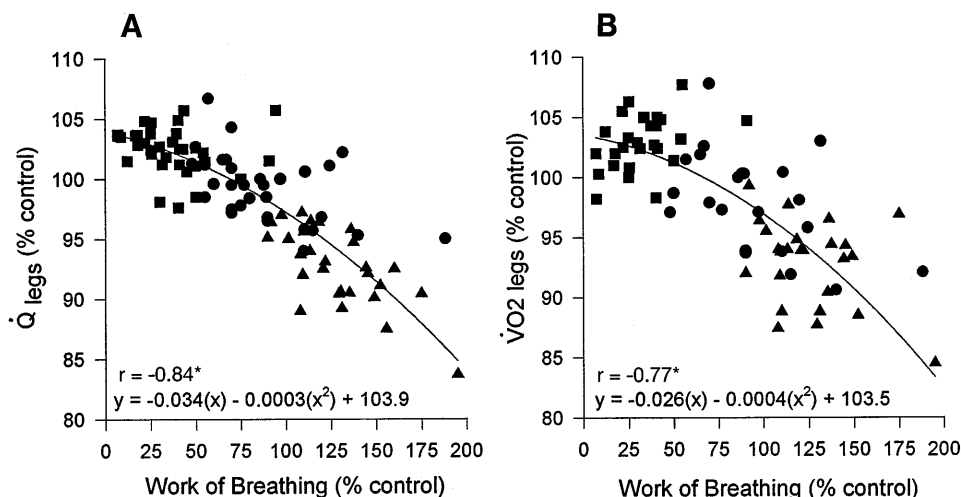 A
110
105
100
95
90
85
80
Q̇ legs (% control)
r = -0.84*
y = -0.034(x) - 0.0003(x²) + 103.9
0 25 50 75 100 125 150 175 200
Work of Breathing (% control)
B
110
105
100
95
90
85
80
V̇O2 legs (% control)
r = -0.77*
y = -0.026(x) - 0.0004(x²) + 103.5
0 25 50 75 100 125 150 175 200
Work of Breathing (% control)